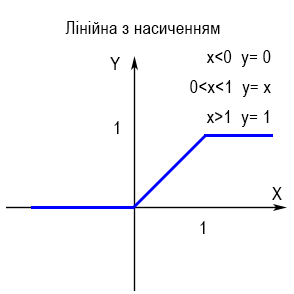 Лінійна з насиченням
Y
x<0 y= 0
0<x<1 y= x
x>1 y= 1
1
X
1